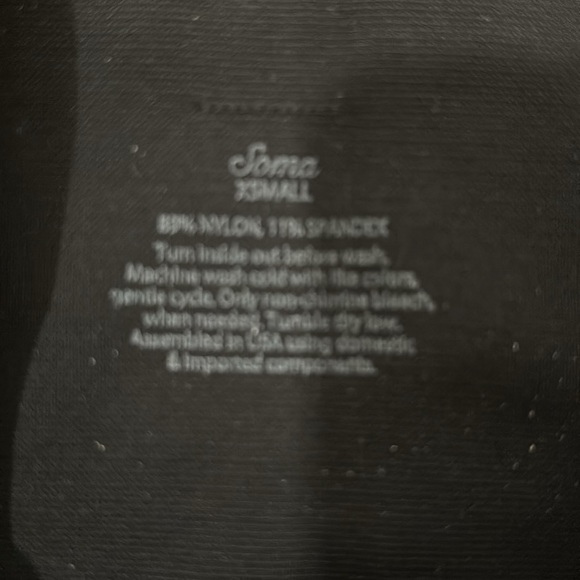 Soma
XSMALL
89% NYLON, 11% SPANDEX
Turn inside out before wash.
Machine wash cold with like colors,
gentle cycle. Only non-chlorine bleach,
when needed. Tumble dry low.
Assembled in USA using domestic
& imported components.